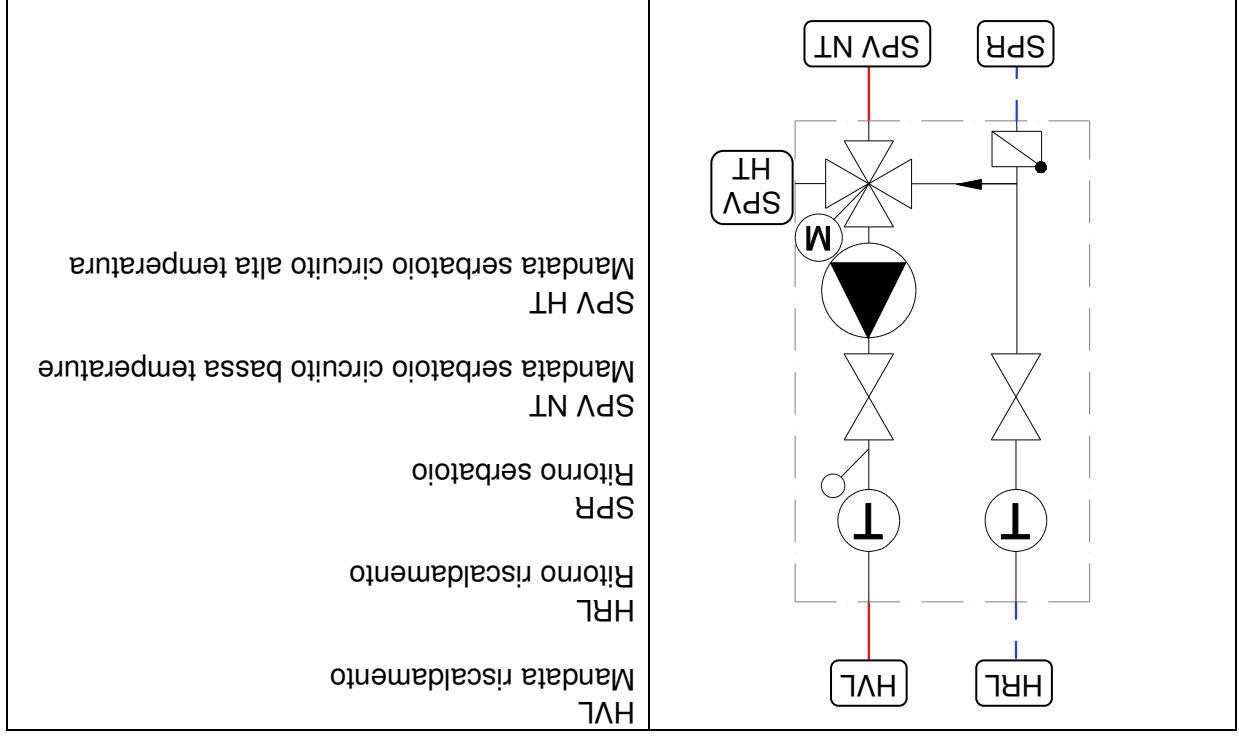 HRL
HVL
T
T
M
SPV
HT
SPR
SPV NT
HVL
Mandata riscaldamento
HRL
Ritorno riscaldamento
SPR
Ritorno serbatoio
SPV NT
Mandata serbatoio circuito bassa temperature
SPV HT
Mandata serbatoio circuito alta temperatura